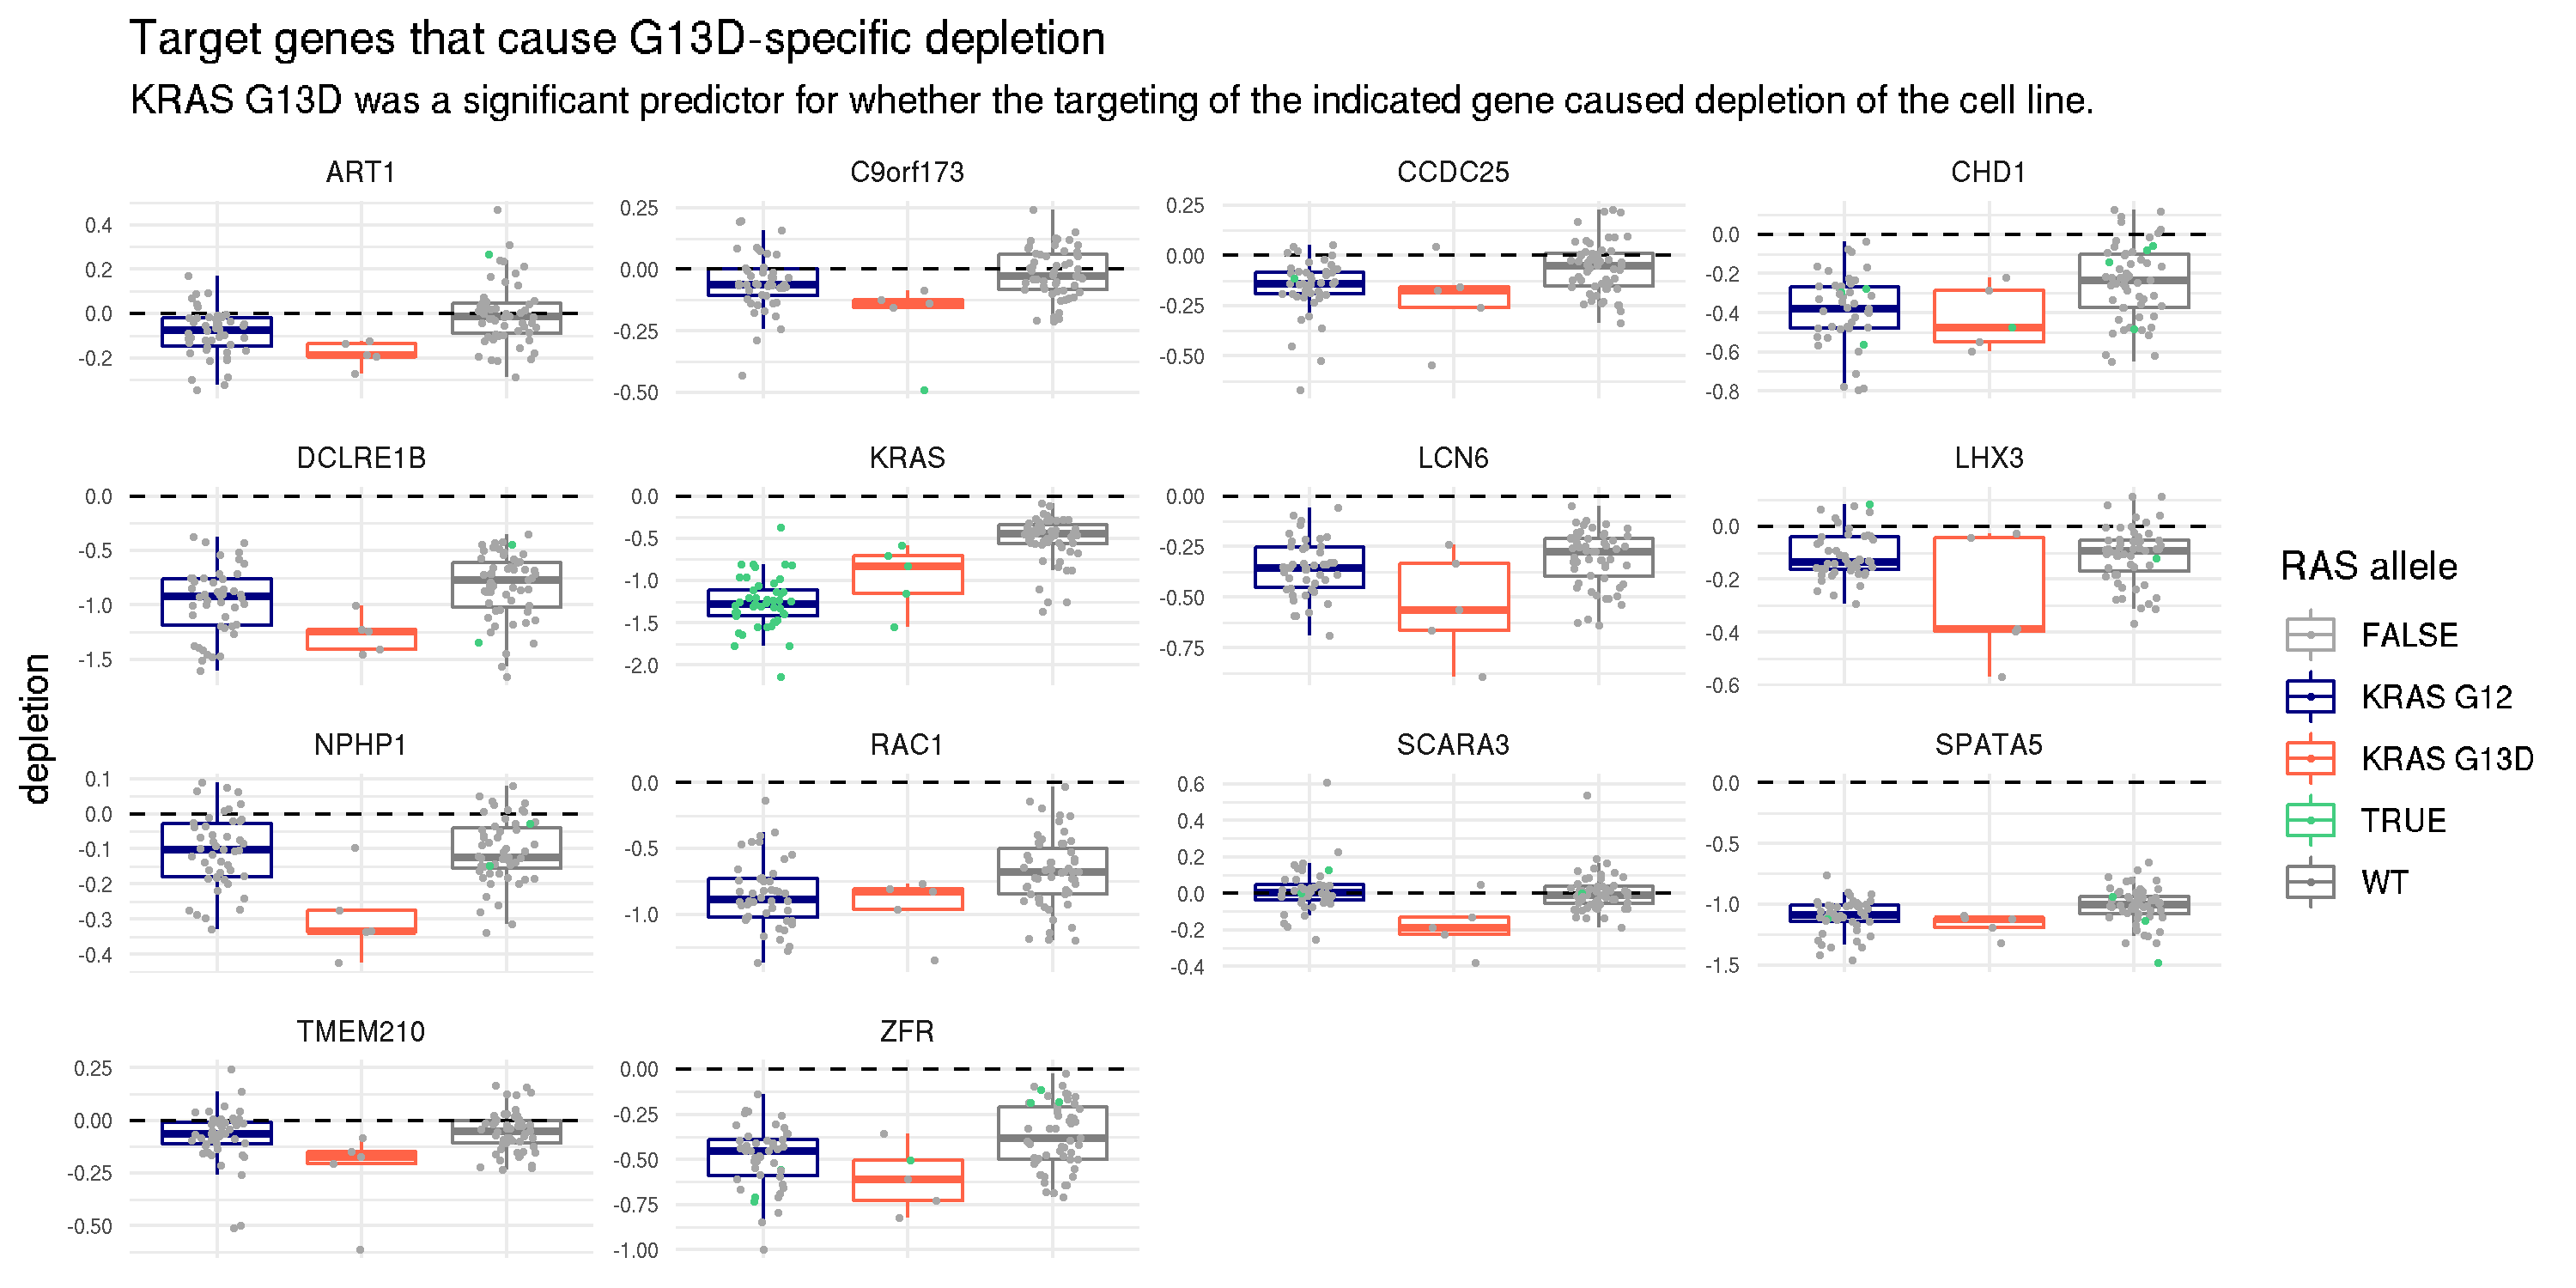 Target genes that cause G13D-specific depletion
KRAS G13D was a significant predictor for whether the targeting of the indicated gene caused depletion of the cell line.
ART1
0.4
0.2
0.0
-0.2
C9orf173
0.25
0.00
-0.25
-0.50
CCDC25
0.25
0.00
-0.25
-0.50
CHD1
0.0
-0.2
-0.4
-0.6
-0.8
DCLRE1B
0.0
-0.5
-1.0
-1.5
KRAS
0.0
-0.5
-1.0
-1.5
-2.0
LCN6
0.00
-0.25
-0.50
-0.75
LHX3
0.0
-0.2
-0.4
-0.6
NPHP1
0.1
0.0
-0.1
-0.2
-0.3
-0.4
RAC1
0.0
-0.5
-1.0
SCARA3
0.6
0.4
0.2
0.0
-0.2
-0.4
SPATA5
0.0
-0.5
-1.0
-1.5
TMEM210
0.25
0.00
-0.25
-0.50
ZFR
0.00
-0.25
-0.50
-0.75
-1.00
depletion
RAS allele
FALSE
KRAS G12
KRAS G13D
TRUE
WT